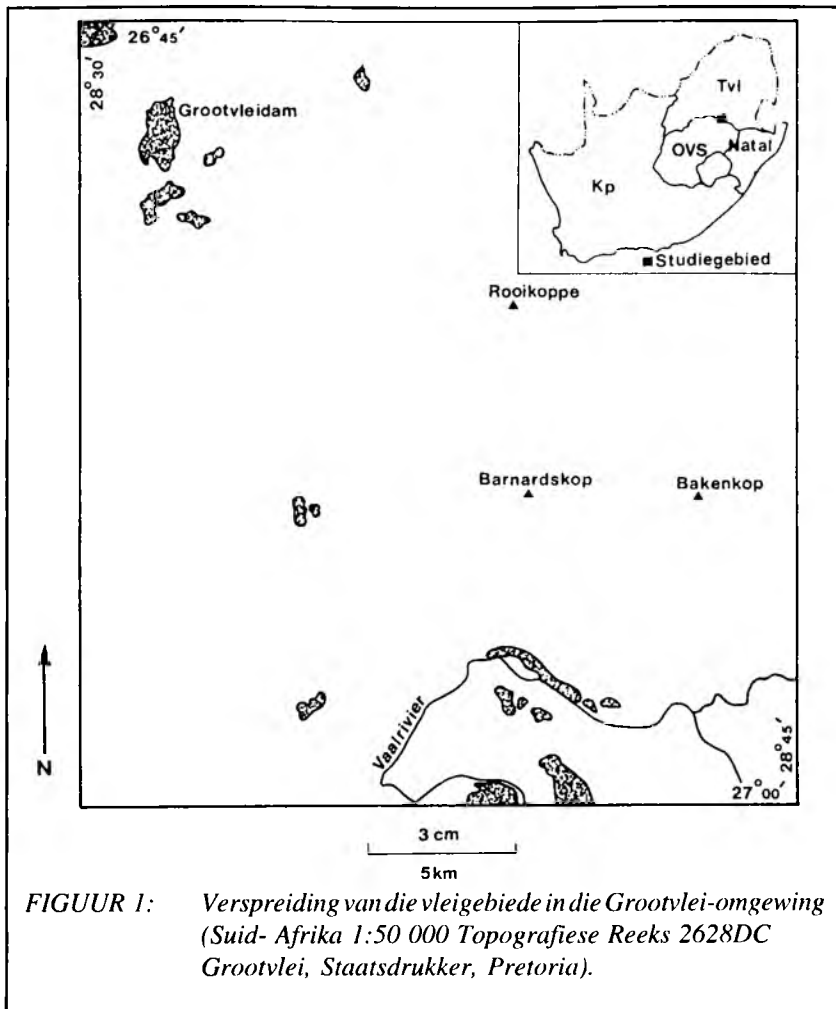 26°45′
28°30′
Grootvleidam
Tvl
OVS
Natal
Kp
Studiegebied
Rooikoppe
Barnardskop
Bakenkop
N
Vaalrivier
28°45′
27°00′
3 cm
5km
FIGUUR 1: Verspreiding van die vleigebiede in die Grootvlei-omgewing
(Suid- Afrika 1:50 000 Topografiese Reeks 2628DC
Grootvlei, Staatsdrukker, Pretoria).